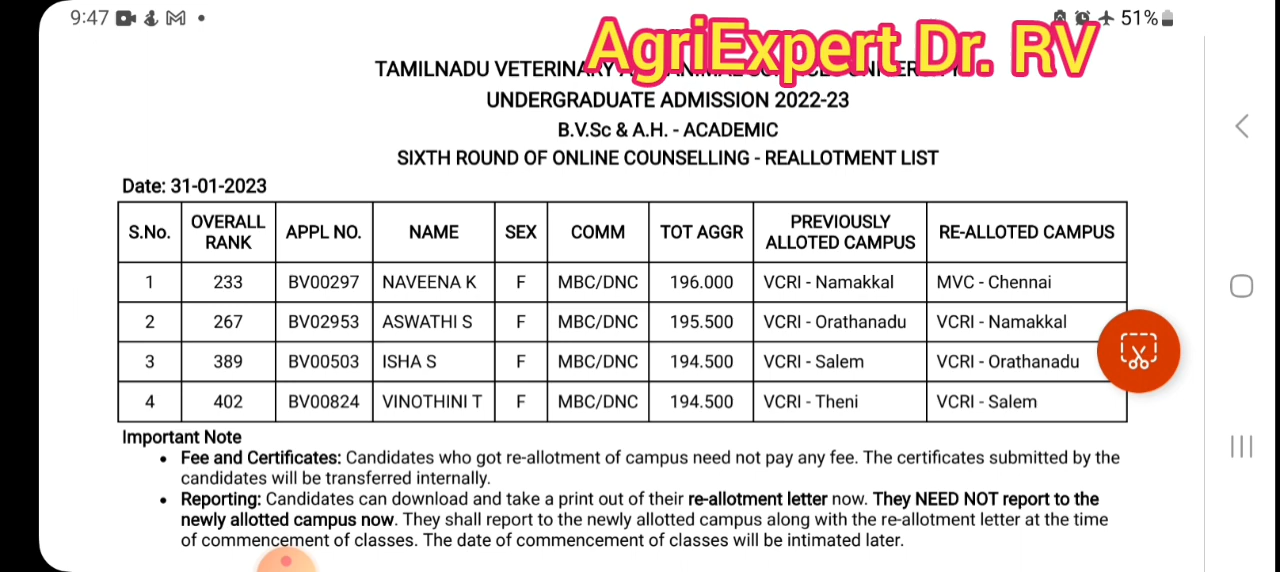 9:47
51%
AgriExpert Dr. RV
TAMILNADU VETERINARY
UNDERGRADUATE ADMISSION 2022-23
B.V.Sc & A.H. - ACADEMIC
SIXTH ROUND OF ONLINE COUNSELLING - REALLOTMENT LIST
Date: 31-01-2023
S.No. OVERALL RANK APPL NO. NAME SEX COMM TOT AGGR PREVIOUSLY ALLOTED CAMPUS RE-ALLOTED CAMPUS
1 233 BV00297 NAVEENA K F MBC/DNC 196.000 VCRI - Namakkal MVC - Chennai
2 267 BV02953 ASWATHI S F MBC/DNC 195.500 VCRI - Orathanadu VCRI - Namakkal
3 389 BV00503 ISHA S F MBC/DNC 194.500 VCRI - Salem VCRI - Orathanadu
4 402 BV00824 VINOTHINI T F MBC/DNC 194.500 VCRI - Theni VCRI - Salem
Important Note
• Fee and Certificates: Candidates who got re-allotment of campus need not pay any fee. The certificates submitted by the
candidates will be transferred internally.
• Reporting: Candidates can download and take a print out of their re-allotment letter now. They NEED NOT report to the
newly allotted campus now. They shall report to the newly allotted campus along with the re-allotment letter at the time
of commencement of classes. The date of commencement of classes will be intimated later.